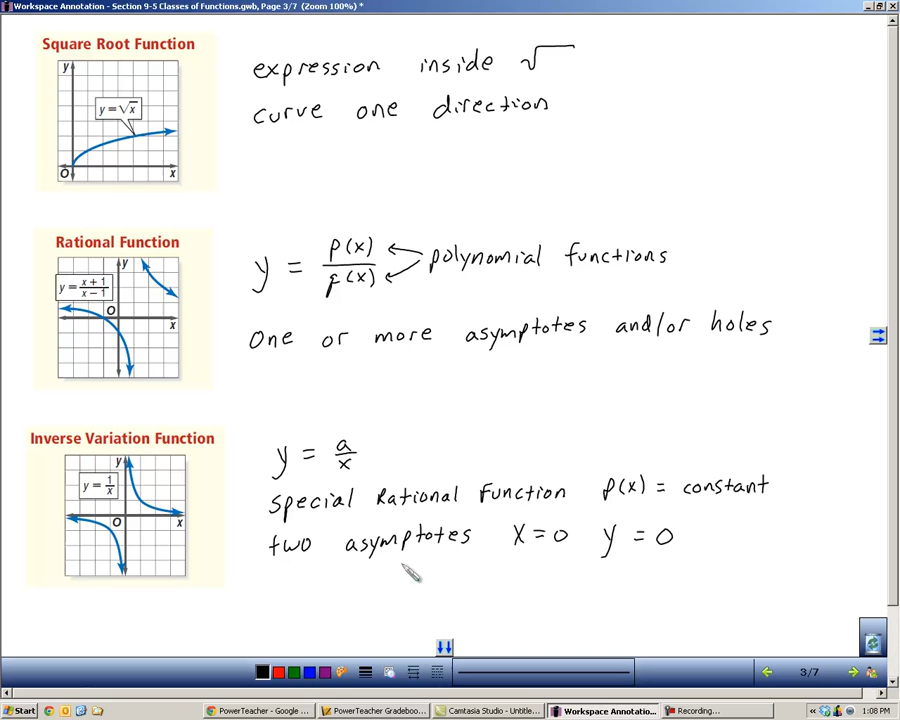 Workspace Annotation - Section 9-5 Classes of Functions.gwb, Page 3/7 (Zoom 100%) *
Square Root Function
y
y = √x
O
x
expression inside √
curve one direction
Rational Function
y
y = x + 1 / x − 1
O
x
y = p(x) / q(x)
polynomial functions
One or more asymptotes and/or holes
Inverse Variation Function
y
y = 1/x
O
x
y = a/x
special Rational Function p(x) = constant
two asymptotes x = 0 y = 0
3/7
Start
PowerTeacher - Google ...
PowerTeacher Gradeboo...
Camtasia Studio - Untitle...
Workspace Annotatio...
Recording...
1:08 PM